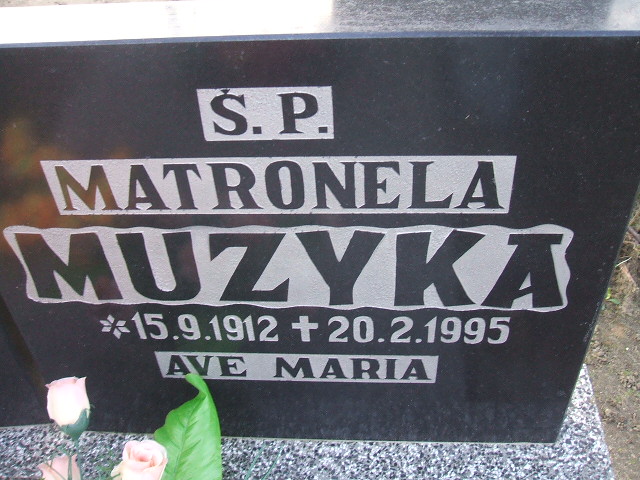 Š.P.
MATRONELA
MUZYKA
*15.9.1912 ✝ 20.2.1995
AVE MARIA